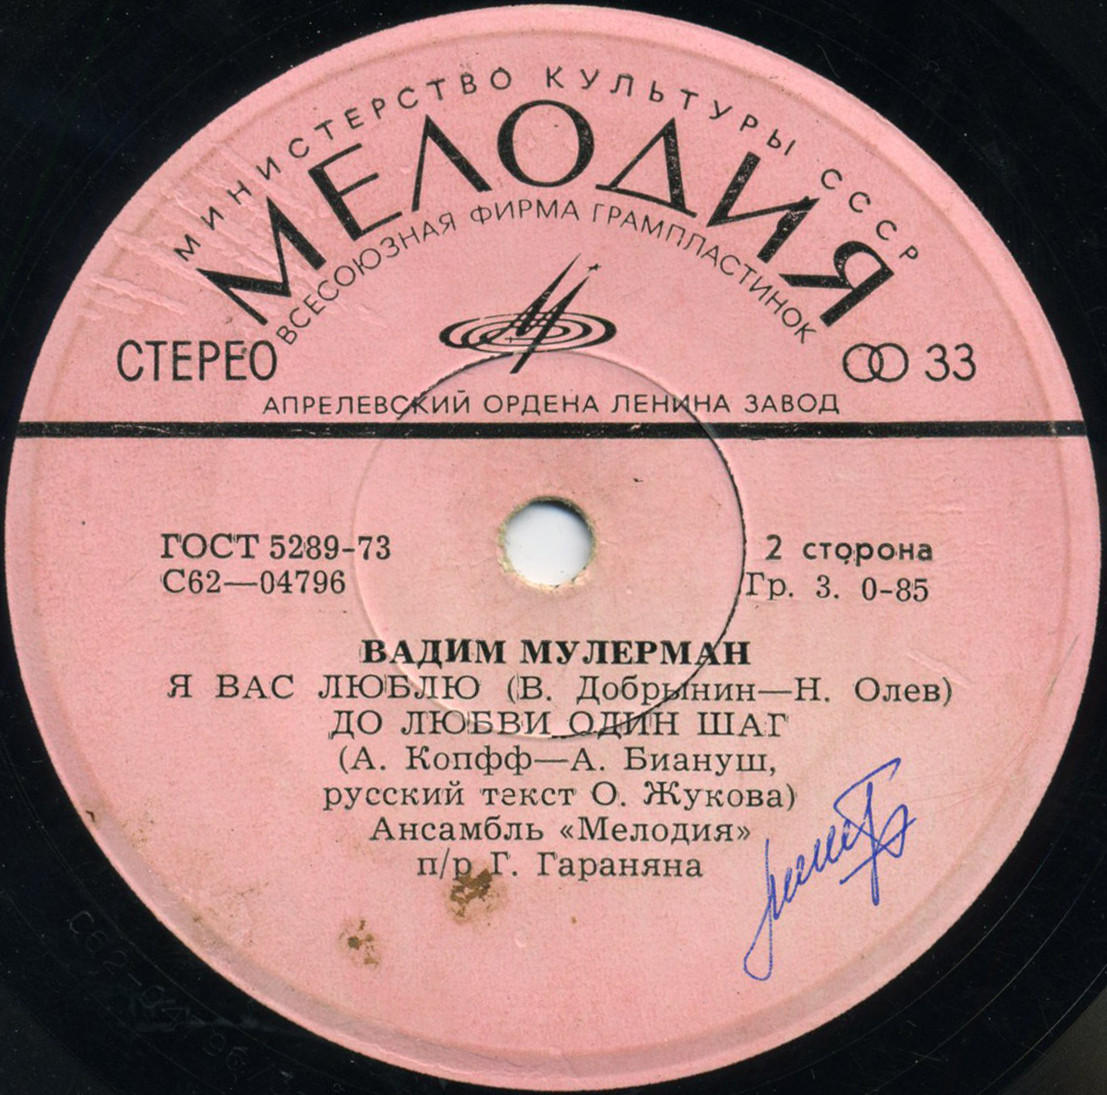 МИНИСТЕРСТВО КУЛЬТУРЫ СССР
МЕЛОДИЯ
ВСЕСОЮЗНАЯ ФИРМА ГРАМПЛАСТИНОК
СТЕРЕО
33
АПРЕЛЕВСКИЙ ОРДЕНА ЛЕНИНА ЗАВОД
ГОСТ 5289-73
2 сторона
С62—04796
Гр. 3. 0-85
ВАДИМ МУЛЕРМАН
Я ВАС ЛЮБЛЮ (В. Добрынин—Н. Олев)
ДО ЛЮБВИ ОДИН ШАГ
(А. Копфф—А. Биануш,
русский текст О. Жукова)
Ансамбль «Мелодия»
п/р Г. Гараняна